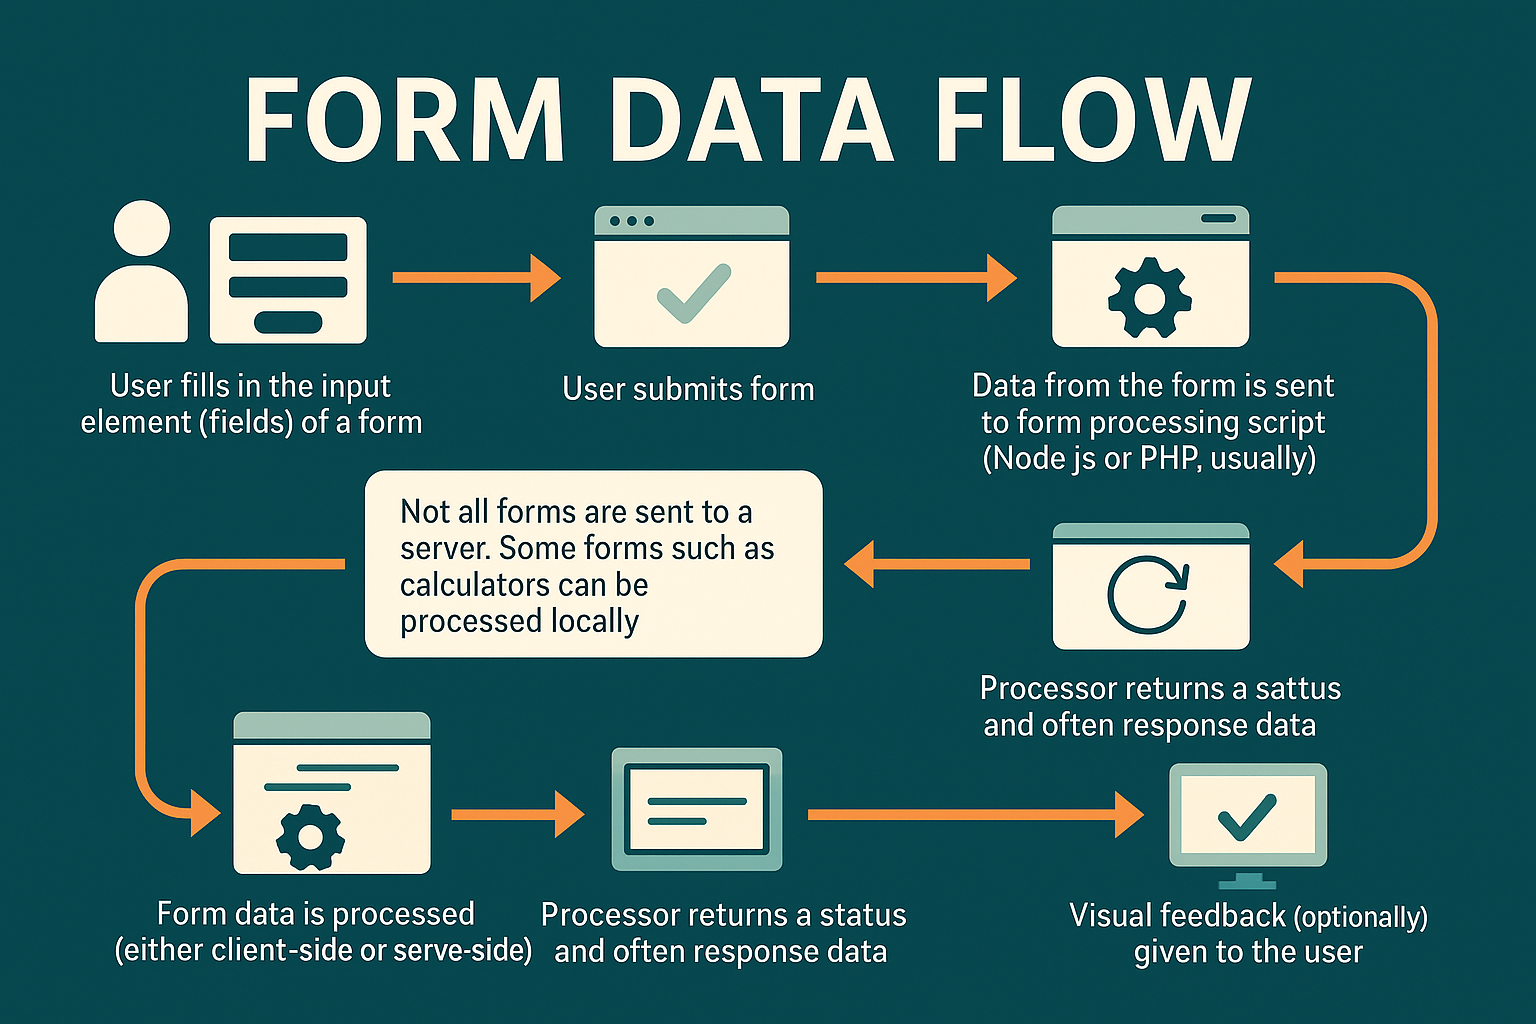 FORM DATA FLOW
User fills in the input
element (fields) of a form
User submits form
Data from the form is sent
to form processing script
(Node js or PHP, usually)
Processor returns a sattus
and often response data
Not all forms are sent to a
server. Some forms such as
calculators can be
processed locally
Form data is processed
(either client-side or serve-side)
Processor returns a status
and often response data
Visual feedback (optionally)
given to the user